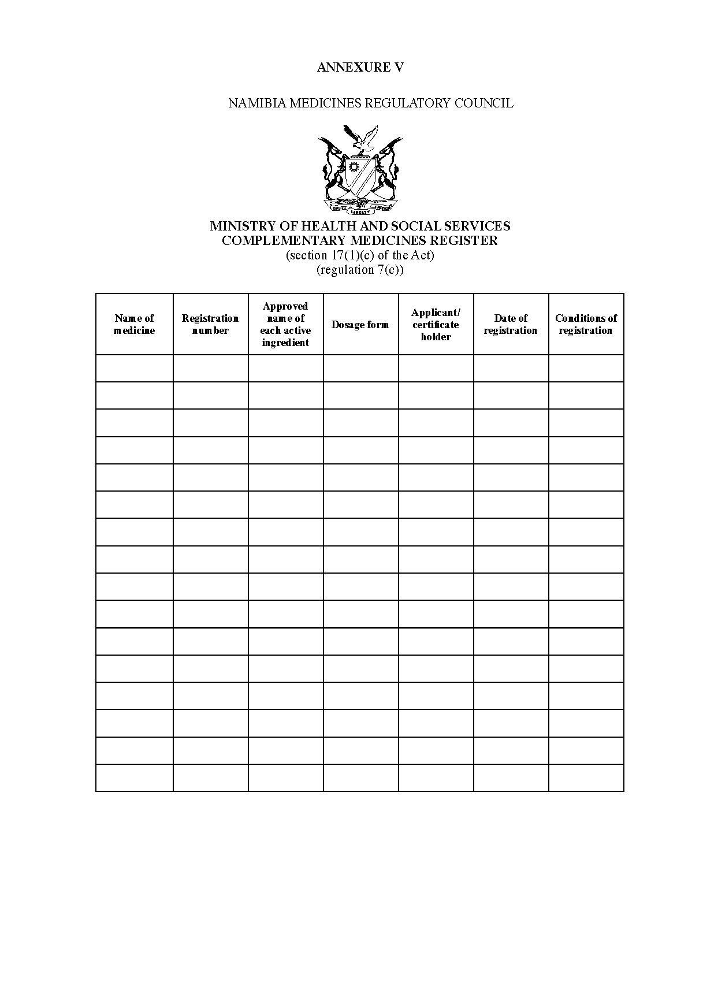 ANNEXURE V
NAMIBIA MEDICINES REGULATORY COUNCIL
UNITY LIBERTY JUSTICE
MINISTRY OF HEALTH AND SOCIAL SERVICES
COMPLEMENTARY MEDICINES REGISTER
(section 17(1)(c) of the Act)
(regulation 7(c))
Name of
medicine
Registration
number
Approved
name of
each active
ingredient
Dosage form
Applicant/
certificate
holder
Date of
registration
Conditions of
registration